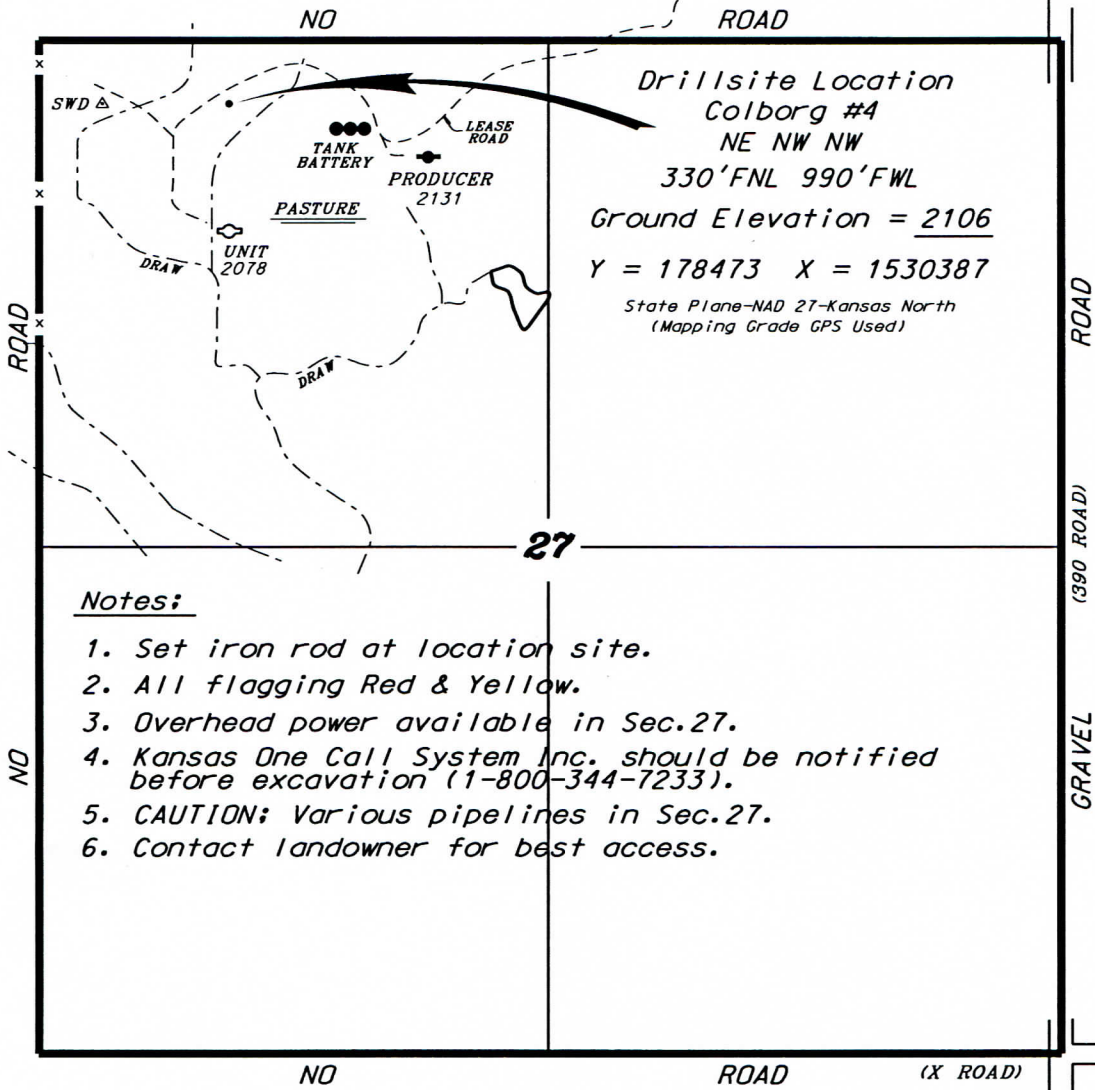 NO ROAD
Drillsite Location
Colborg #4
NE NW NW
330'FNL 990'FWL
Ground Elevation = 2106
Y = 178473 X = 1530387
State Plane-NAD 27-Kansas North
(Mapping Grade GPS Used)
SWD
TANK
BATTERY
LEASE
ROAD
PRODUCER
2131
PASTURE
UNIT
2078
DRAW
DRAW
ROAD
NO
ROAD
(390 ROAD)
GRAVEL
27
Notes:
1. Set iron rod at location site.
2. All flagging Red & Yellow.
3. Overhead power available in Sec.27.
4. Kansas One Call System Inc. should be notified
before excavation (1-800-344-7233).
5. CAUTION: Various pipelines in Sec.27.
6. Contact landowner for best access.
NO ROAD (X ROAD)